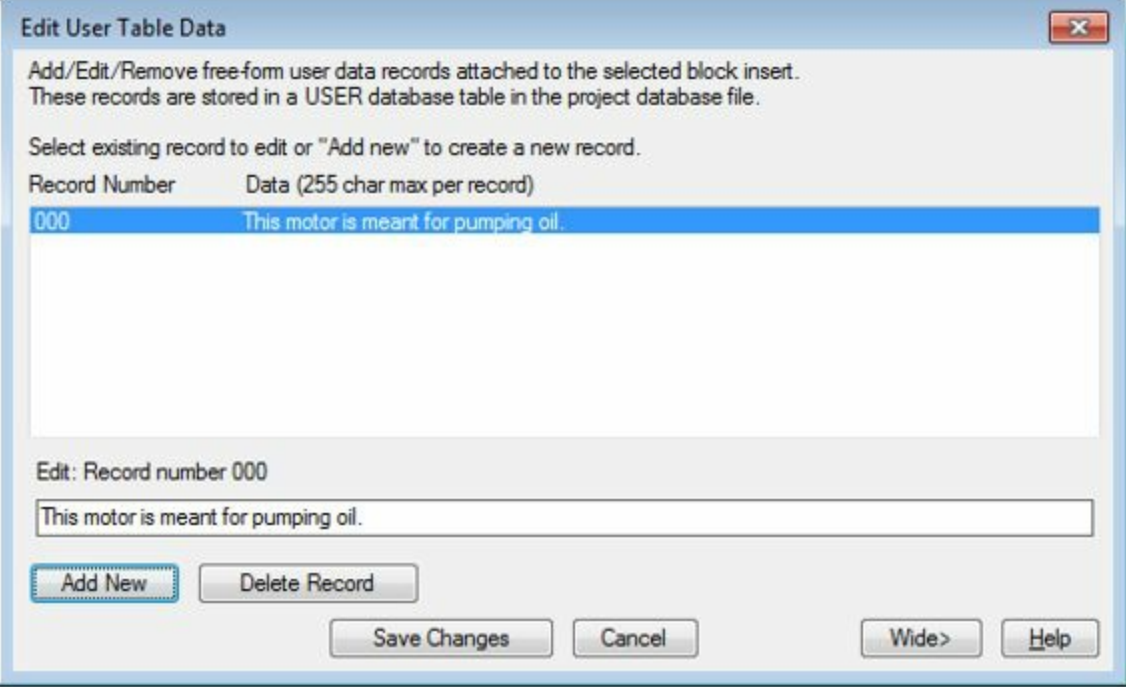 Edit User Table Data
Add/Edit/Remove free-form user data records attached to the selected block insert.
These records are stored in a USER database table in the project database file.
Select existing record to edit or "Add new" to create a new record.
Record Number Data (255 char max per record)
000 This motor is meant for pumping oil.
Edit: Record number 000
This motor is meant for pumping oil.
Add New Delete Record
Save Changes Cancel Wide> Help